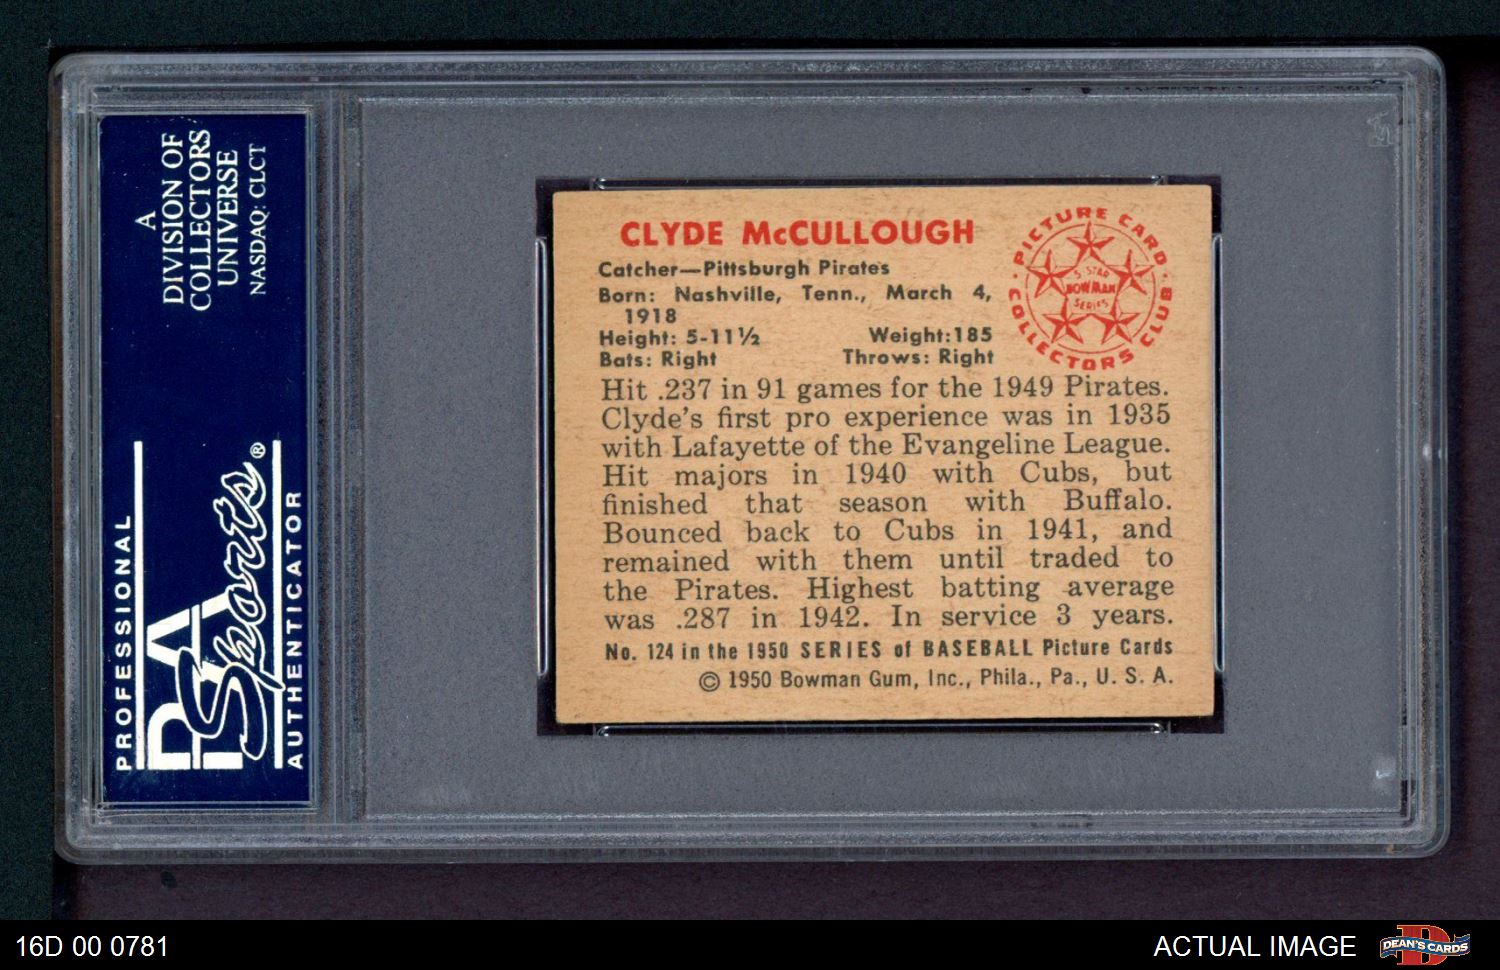 A
DIVISION OF
COLLECTORS
UNIVERSE
NASDAQ: CLCT
PROFESSIONAL
PSA
Sports®
AUTHENTICATOR
CLYDE McCULLOUGH
Catcher—Pittsburgh Pirates
Born: Nashville, Tenn., March 4,
1918
Height: 5-11½ Weight:185
Bats: Right Throws: Right
PICTURE CARD
COLLECTORS CLUB
5 STAR
BOWMAN
SERIES
Hit .237 in 91 games for the 1949 Pirates.
Clyde's first pro experience was in 1935
with Lafayette of the Evangeline League.
Hit majors in 1940 with Cubs, but
finished that season with Buffalo.
Bounced back to Cubs in 1941, and
remained with them until traded to
the Pirates. Highest batting average
was .287 in 1942. In service 3 years.
No. 124 in the 1950 SERIES of BASEBALL Picture Cards
© 1950 Bowman Gum, Inc., Phila., Pa., U. S. A.
16D 00 0781
ACTUAL IMAGE
DEAN'S CARDS